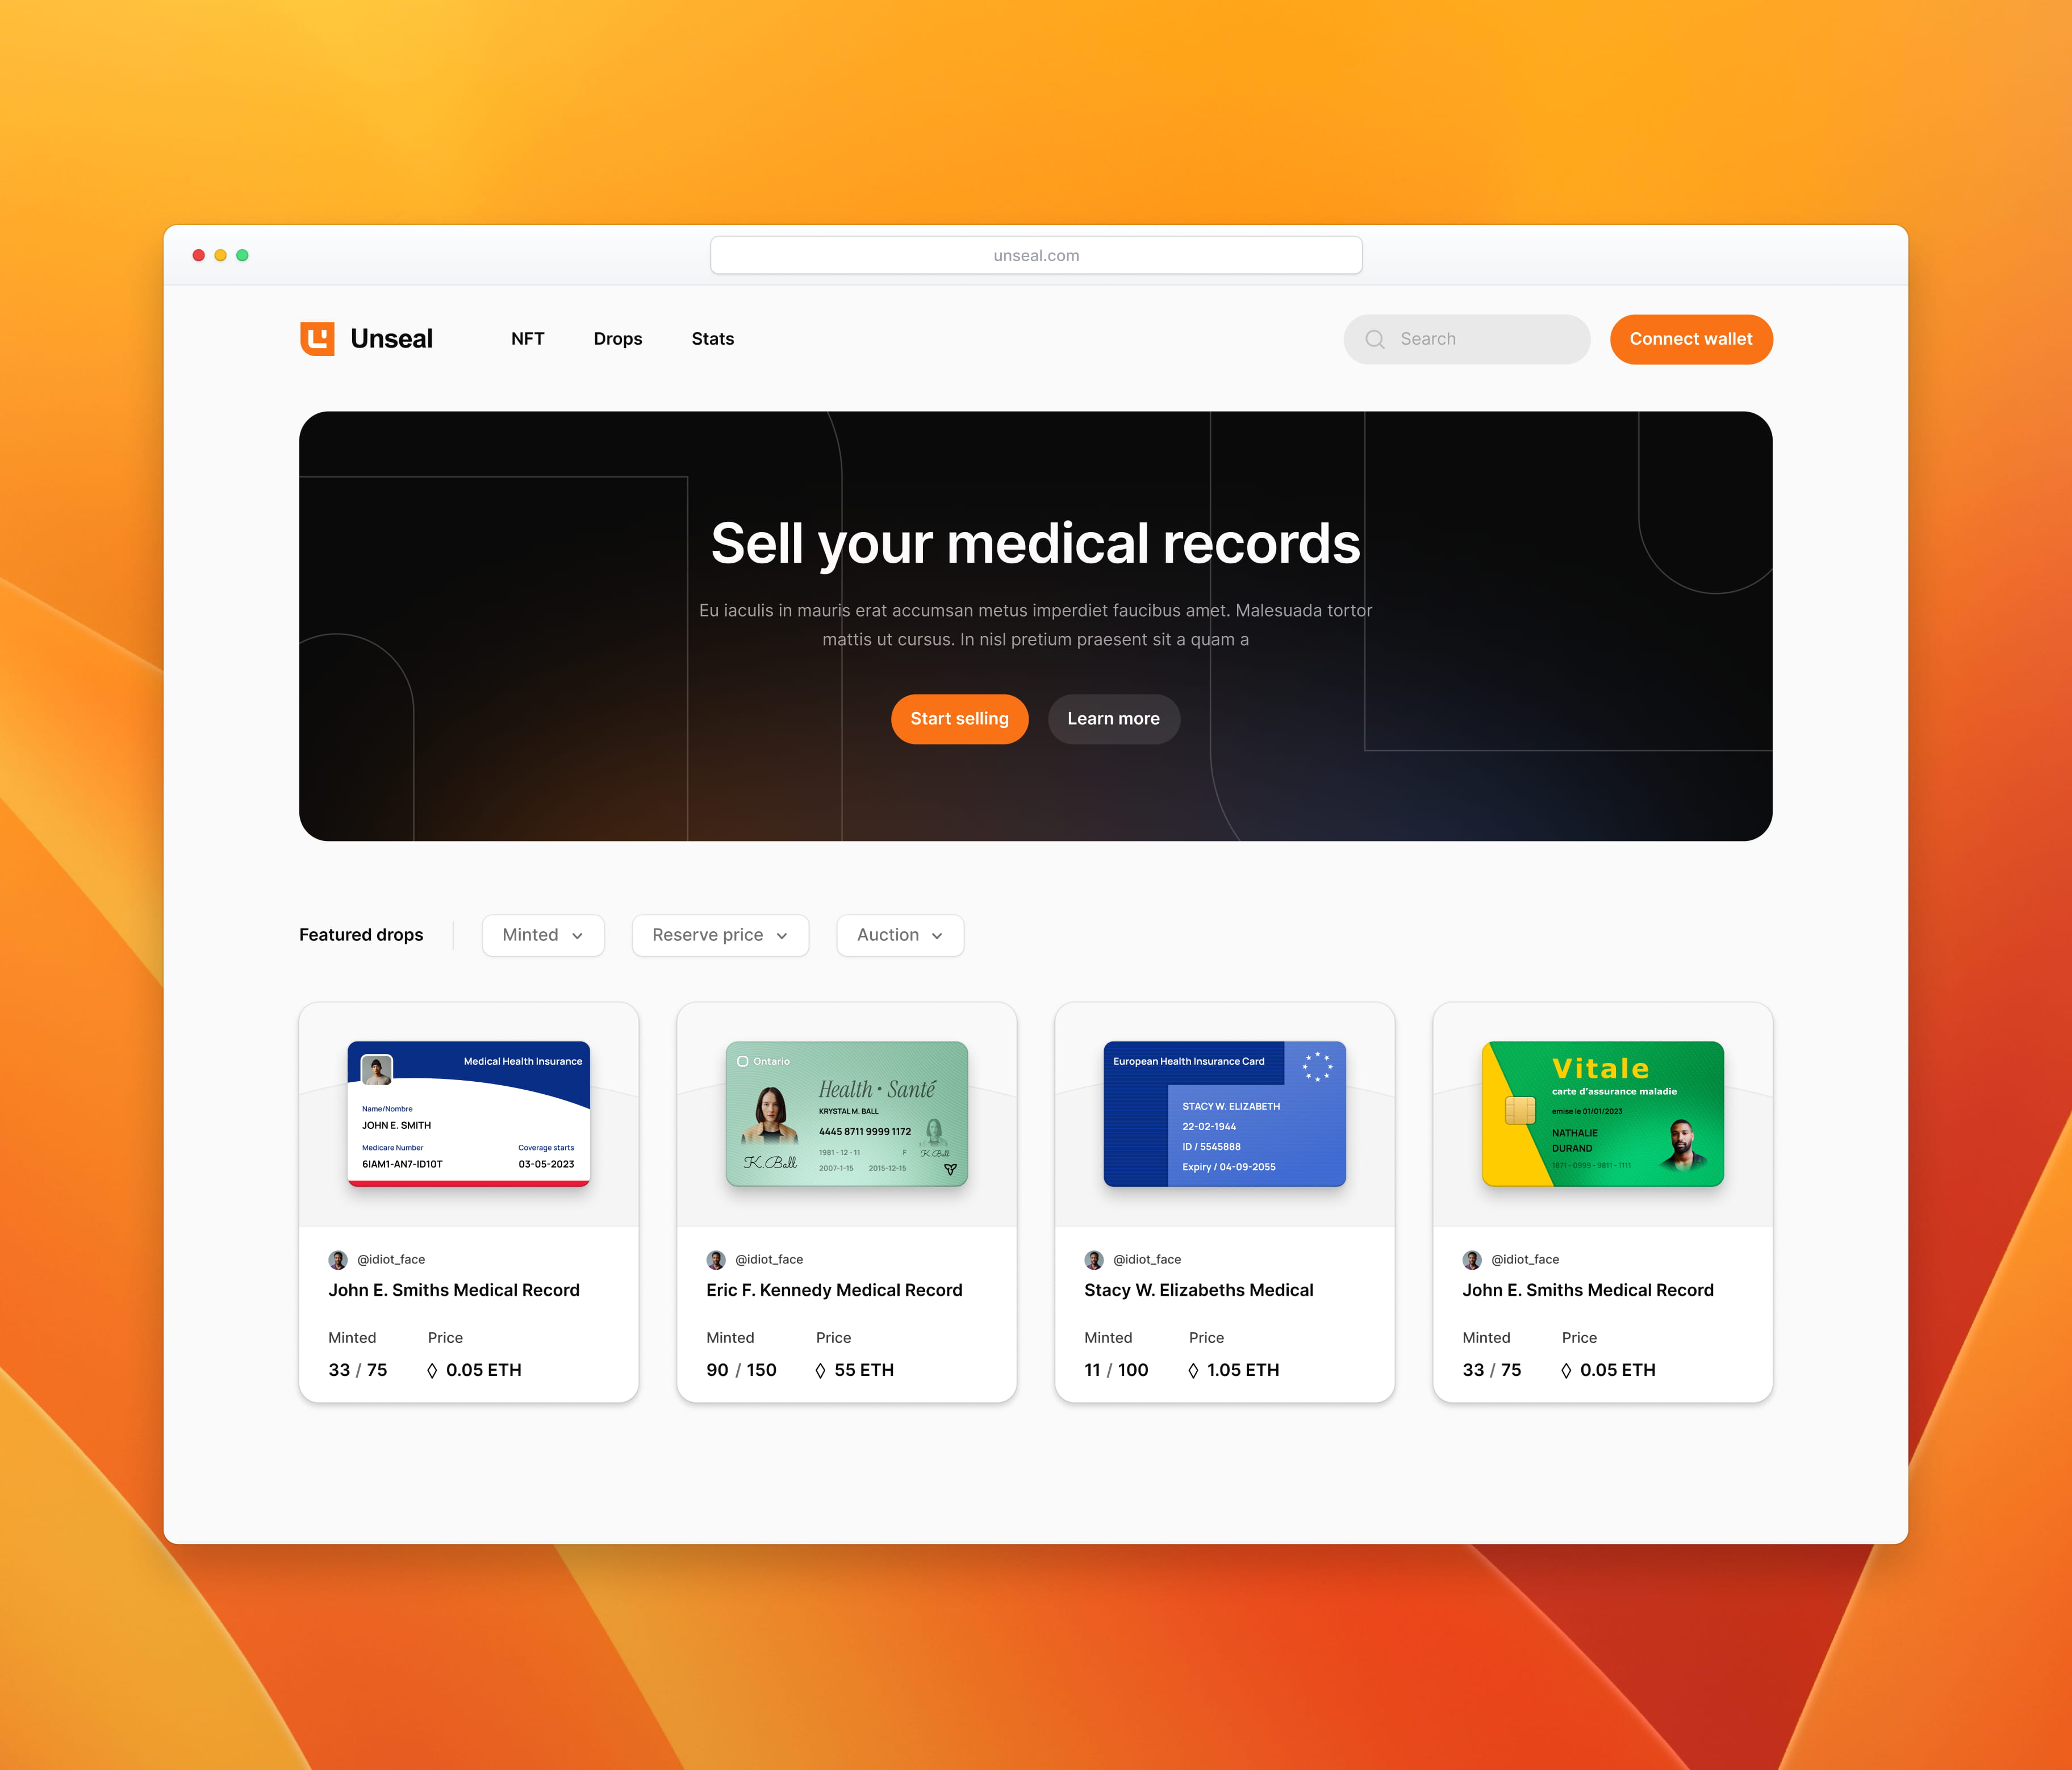 unseal.com
Unseal
NFT
Drops
Stats
Search
Connect wallet
Sell your medical records
Eu iaculis in mauris erat accumsan metus imperdiet faucibus amet. Malesuada tortor
mattis ut cursus. In nisl pretium praesent sit a quam a
Start selling
Learn more
Featured drops
Minted
Reserve price
Auction
Medical Health Insurance
Name/Nombre
JOHN E. SMITH
Medicare Number
Coverage starts
6IAM1-AN7-ID10T
03-05-2023
@idiot_face
John E. Smiths Medical Record
Minted
Price
33 / 75
0.05 ETH
Ontario
Health • Santé
KRYSTAL M. BALL
4445 8711 9999 1172
1981 - 12 - 11
F
K.Ball
K.Ball
2007-1-15
2015-12-15
@idiot_face
Eric F. Kennedy Medical Record
Minted
Price
90 / 150
55 ETH
European Health Insurance Card
STACY W. ELIZABETH
22-02-1944
ID / 5545888
Expiry / 04-09-2055
@idiot_face
Stacy W. Elizabeths Medical
Minted
Price
11 / 100
1.05 ETH
Vitale
carte d'assurance maladie
emise le 01/01/2023
NATHALIE
DURAND
1871 - 0999 - 9811 - 1111
@idiot_face
John E. Smiths Medical Record
Minted
Price
33 / 75
0.05 ETH